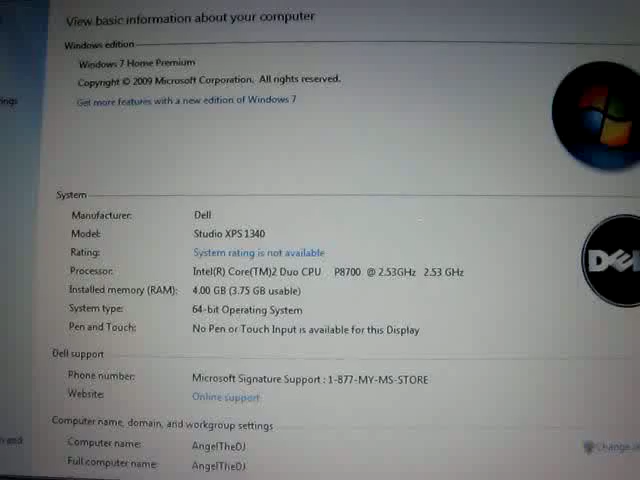 View basic information about your computer
Windows edition
Windows 7 Home Premium
Copyright © 2009 Microsoft Corporation. All rights reserved.
Get more features with a new edition of Windows 7
ings
System
Manufacturer: Dell
Model: Studio XPS 1340
Rating: System rating is not available
Processor: Intel(R) Core(TM)2 Duo CPU P8700 @ 2.53GHz 2.53 GHz
Installed memory (RAM): 4.00 GB (3.75 GB usable)
System type: 64-bit Operating System
Pen and Touch: No Pen or Touch Input is available for this Display
DEL
Dell support
Phone number: Microsoft Signature Support : 1-877-MY-MS-STORE
Website: Online support
Computer name, domain, and workgroup settings
and
Computer name: AngelTheDJ
Change
Full computer name: AngelTheDJ